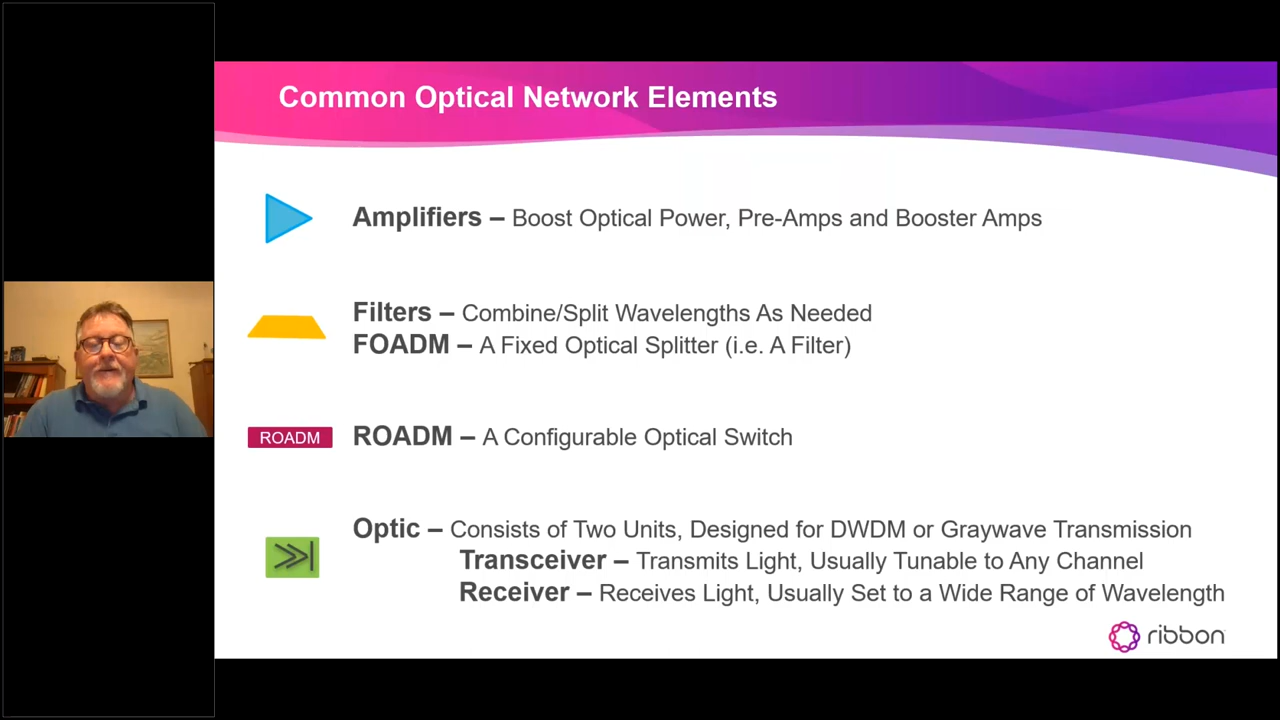 Common Optical Network Elements
Amplifiers – Boost Optical Power, Pre-Amps and Booster Amps
Filters – Combine/Split Wavelengths As Needed
FOADM – A Fixed Optical Splitter (i.e. A Filter)
ROADM
ROADM – A Configurable Optical Switch
Optic – Consists of Two Units, Designed for DWDM or Graywave Transmission
Transceiver – Transmits Light, Usually Tunable to Any Channel
Receiver – Receives Light, Usually Set to a Wide Range of Wavelength
ribbon